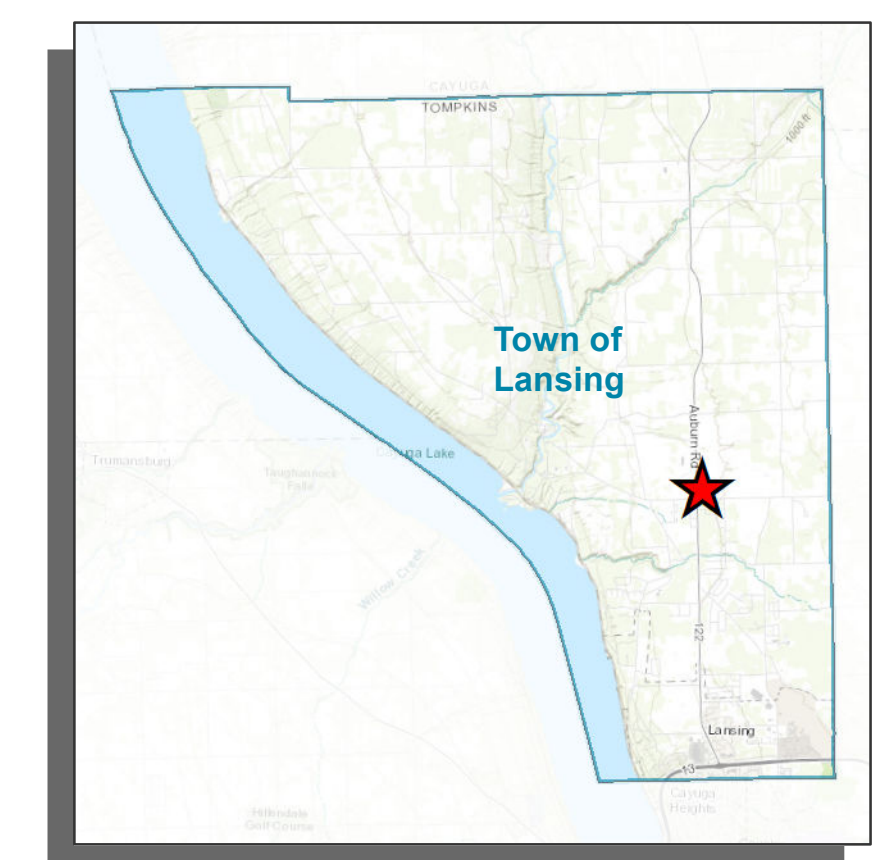 CAYUGA
TOMPKINS
1000 ft
Town of
Lansing
Auburn Rd
Trumansburg
Cayuga Lake
Taughannock
Falls
Willow Creek
122
Lansing
13
Cayuga
Heights
Hillendale
Golf Course